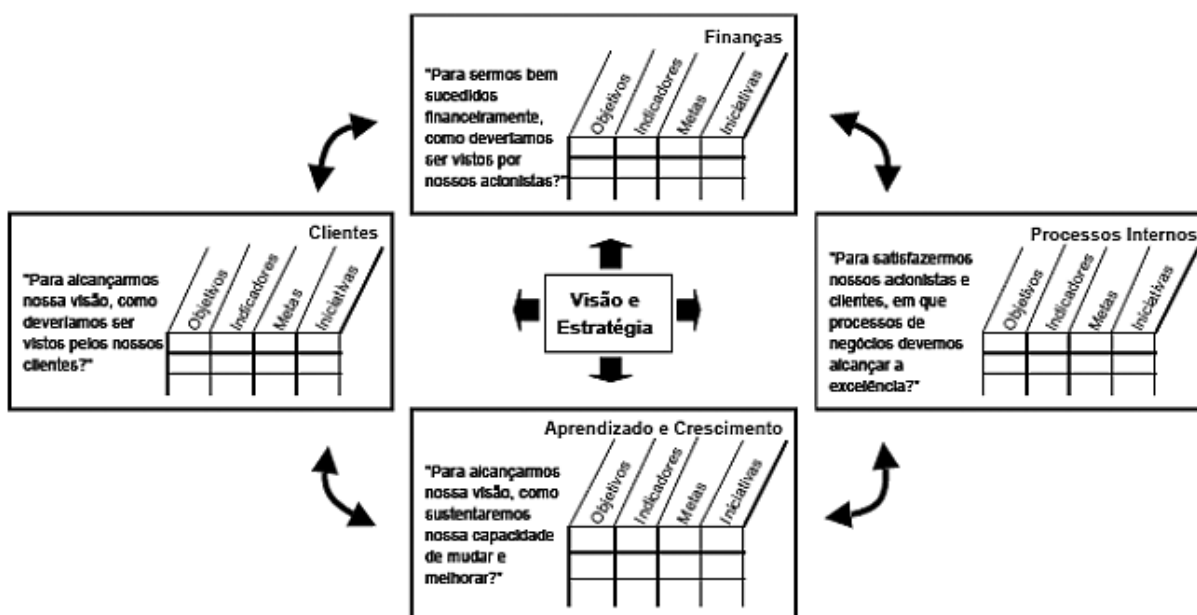 Finanças
"Para sermos bem
sucedidos
financeiramente,
como deveríamos
ser vistos por
nossos acionistas?"
Objetivos
Indicadores
Metas
Iniciativas
Clientes
"Para alcançarmos
nossa visão, como
deveríamos ser
vistos pelos nossos
clientes?"
Objetivos
Indicadores
Metas
Iniciativas
Visão e
Estratégia
Processos Internos
"Para satisfazermos
nossos acionistas e
clientes, em que
processos de
negócios devemos
alcançar a
excelência?"
Objetivos
Indicadores
Metas
Iniciativas
Aprendizado e Crescimento
"Para alcançarmos
nossa visão, como
sustentaremos
nossa capacidade
de mudar e
melhorar?"
Objetivos
Indicadores
Metas
Iniciativas